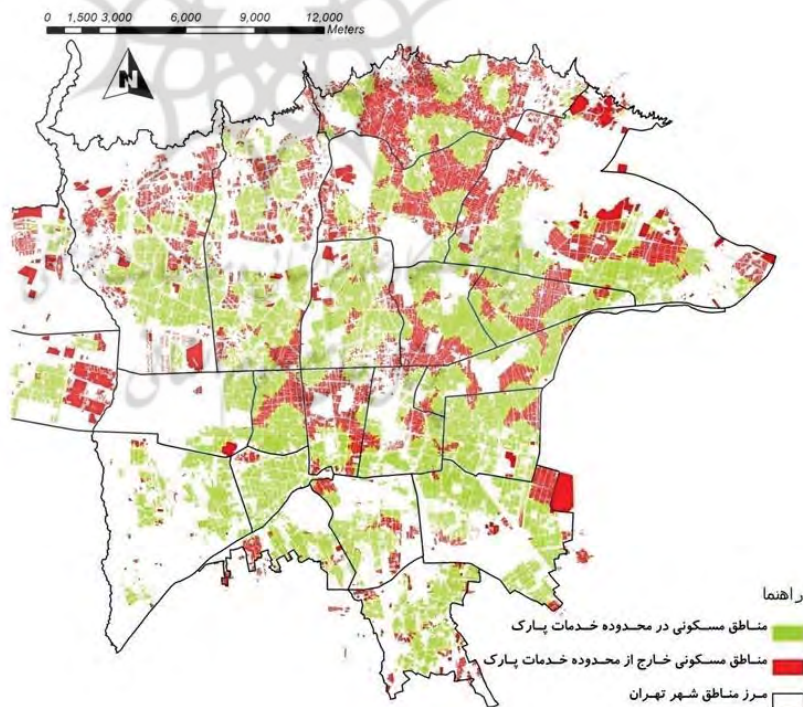 0 1,500 3,000 6,000 9,000 12,000
Meters
N
راهنما
مناطق مسکونی در محدوده خدمات پارک
مناطق مسکونی خارج از محدوده خدمات پارک
مرز مناطق شهر تهران